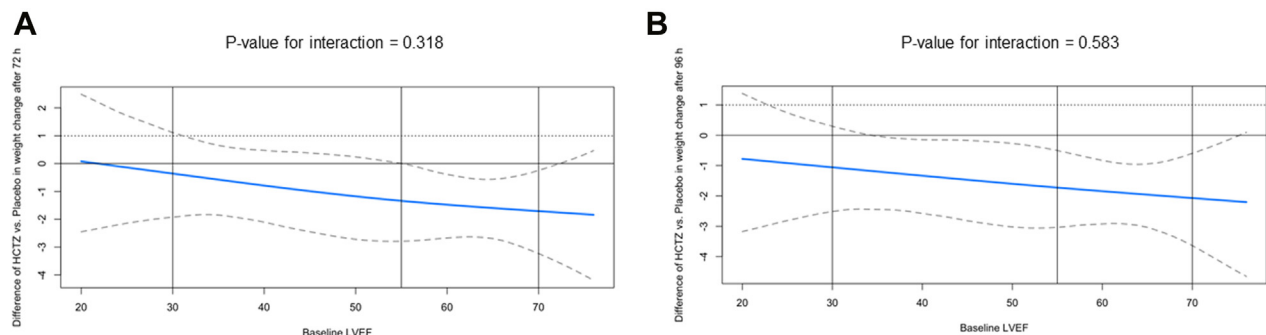 A
P-value for interaction = 0.318
Difference of HCTZ vs. Placebo in weight change after 72 h
2
1
0
-1
-2
-3
-4
20 30 40 50 60 70
Baseline LVEF
B
P-value for interaction = 0.583
Difference of HCTZ vs. Placebo in weight change after 96 h
1
0
-1
-2
-3
-4
20 30 40 50 60 70
Baseline LVEF